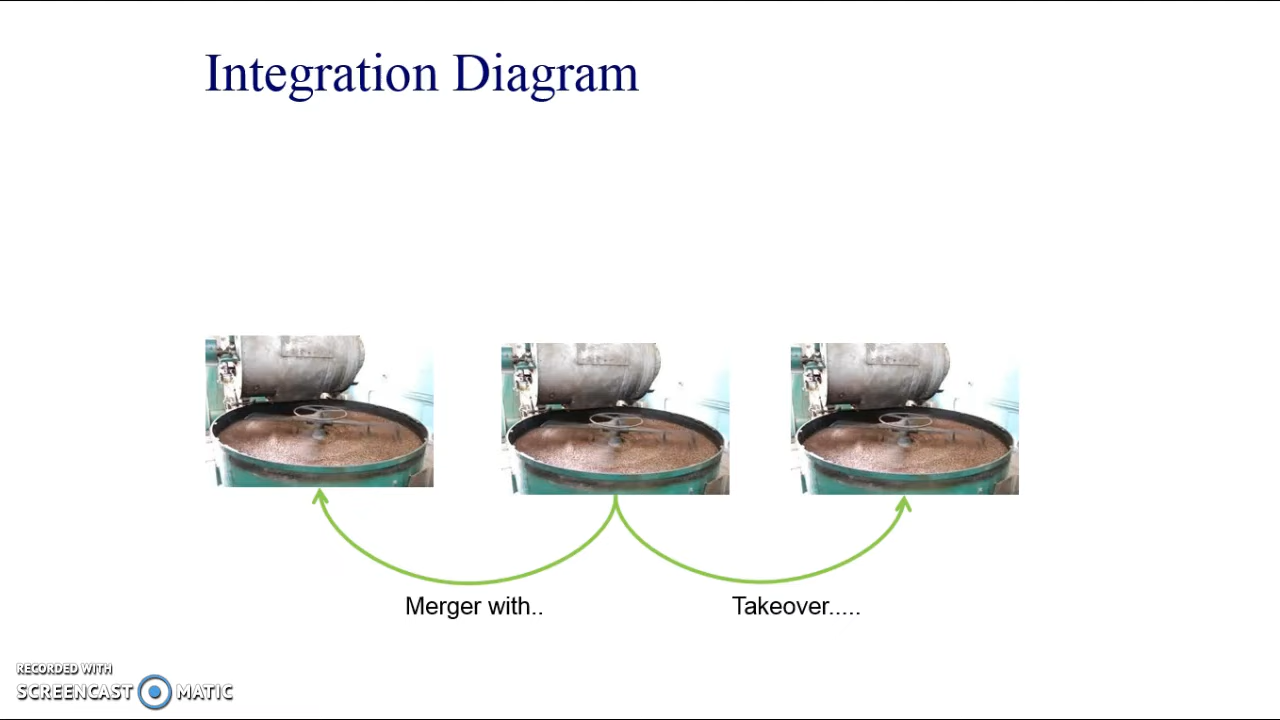 Integration Diagram
Merger with..
Takeover.....
RECORDED WITH
SCREENCAST MATIC